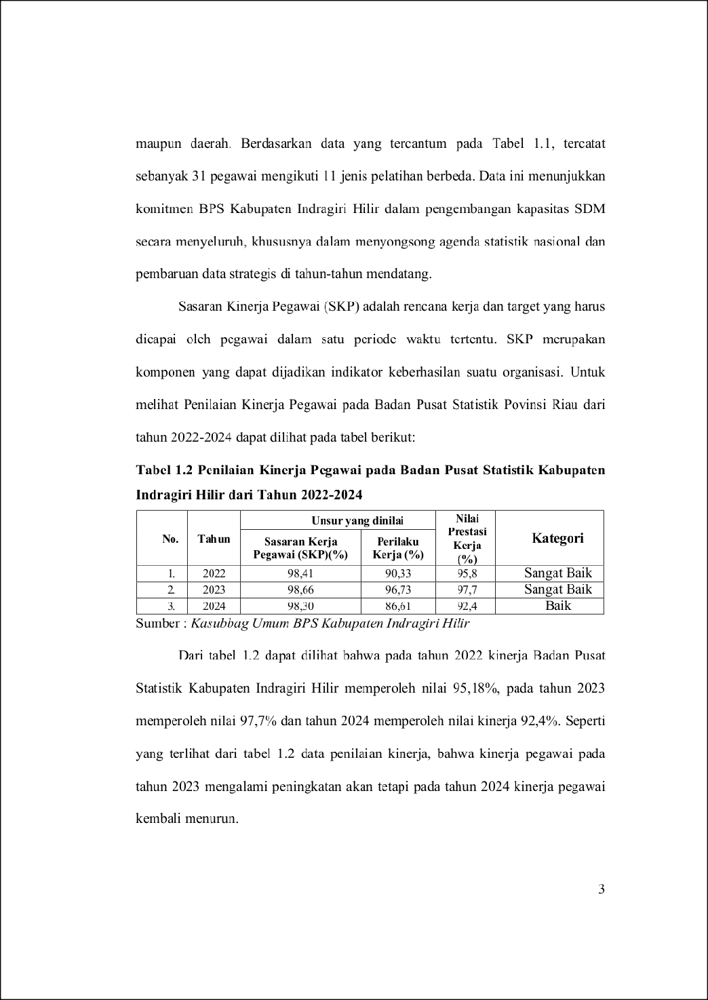 maupun daerah. Berdasarkan data yang tercantum pada Tabel 1.1, tercatat
sebanyak 31 pegawai mengikuti 11 jenis pelatihan berbeda. Data ini menunjukkan
komitmen BPS Kabupaten Indragiri Hilir dalam pengembangan kapasitas SDM
secara menyeluruh, khususnya dalam menyongsong agenda statistik nasional dan
pembaruan data strategis di tahun-tahun mendatang.
Sasaran Kinerja Pegawai (SKP) adalah rencana kerja dan target yang harus
dicapai oleh pegawai dalam satu periode waktu tertentu. SKP merupakan
komponen yang dapat dijadikan indikator keberhasilan suatu organisasi. Untuk
melihat Penilaian Kinerja Pegawai pada Badan Pusat Statistik Povinsi Riau dari
tahun 2022-2024 dapat dilihat pada tabel berikut:
Tabel 1.2 Penilaian Kinerja Pegawai pada Badan Pusat Statistik Kabupaten
Indragiri Hilir dari Tahun 2022-2024
No. Tahun Unsur yang dinilai Nilai Prestasi Kerja (%) Kategori
Sasaran Kerja Pegawai (SKP)(%) Perilaku Kerja (%)
1. 2022 98,41 90,33 95,8 Sangat Baik
2. 2023 98,66 96,73 97,7 Sangat Baik
3. 2024 98,30 86,61 92,4 Baik
Sumber : Kasubbag Umum BPS Kabupaten Indragiri Hilir
Dari tabel 1.2 dapat dilihat bahwa pada tahun 2022 kinerja Badan Pusat
Statistik Kabupaten Indragiri Hilir memperoleh nilai 95,18%, pada tahun 2023
memperoleh nilai 97,7% dan tahun 2024 memperoleh nilai kinerja 92,4%. Seperti
yang terlihat dari tabel 1.2 data penilaian kinerja, bahwa kinerja pegawai pada
tahun 2023 mengalami peningkatan akan tetapi pada tahun 2024 kinerja pegawai
kembali menurun.
3